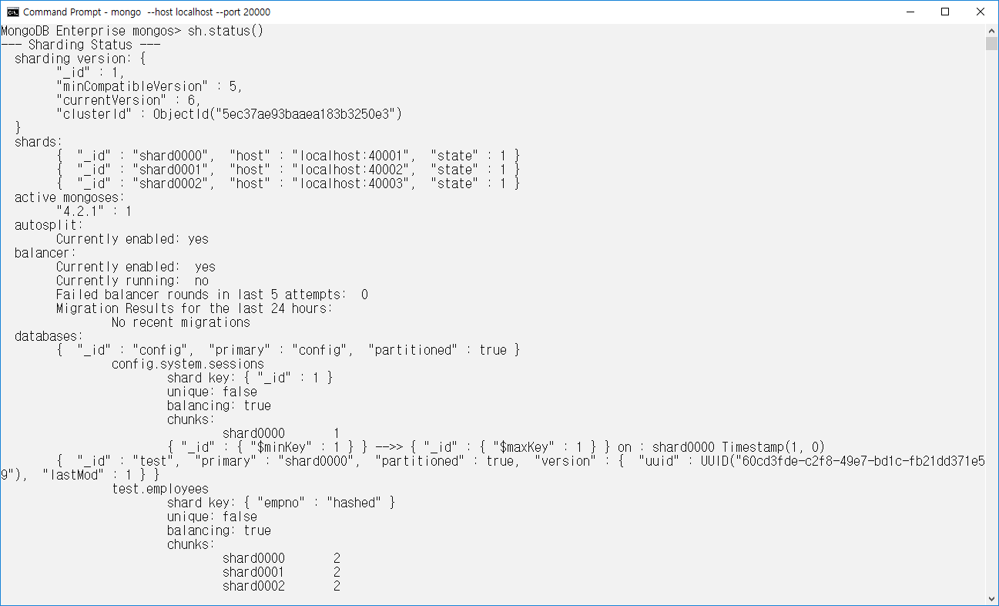 Command Prompt - mongo --host localhost --port 20000
MongoDB Enterprise mongos> sh.status()
--- Sharding Status ---
  sharding version: {
        "_id" : 1,
        "minCompatibleVersion" : 5,
        "currentVersion" : 6,
        "clusterId" : ObjectId("5ec37ae93baaea183b3250e3")
  }
  shards:
        {  "_id" : "shard0000",  "host" : "localhost:40001",  "state" : 1 }
        {  "_id" : "shard0001",  "host" : "localhost:40002",  "state" : 1 }
        {  "_id" : "shard0002",  "host" : "localhost:40003",  "state" : 1 }
  active mongoses:
        "4.2.1" : 1
  autosplit:
        Currently enabled: yes
  balancer:
        Currently enabled:  yes
        Currently running:  no
        Failed balancer rounds in last 5 attempts:  0
        Migration Results for the last 24 hours:
                No recent migrations
  databases:
        {  "_id" : "config",  "primary" : "config",  "partitioned" : true }
                config.system.sessions
                        shard key: { "_id" : 1 }
                        unique: false
                        balancing: true
                        chunks:
                                shard0000       1
                        { "_id" : { "$minKey" : 1 } } -->> { "_id" : { "$maxKey" : 1 } } on : shard0000 Timestamp(1, 0)
        {  "_id" : "test",  "primary" : "shard0000",  "partitioned" : true,  "version" : {  "uuid" : UUID("60cd3fde-c2f8-49e7-bd1c-fb21dd371e5
9"),  "lastMod" : 1 } }
                test.employees
                        shard key: { "empno" : "hashed" }
                        unique: false
                        balancing: true
                        chunks:
                                shard0000       2
                                shard0001       2
                                shard0002       2